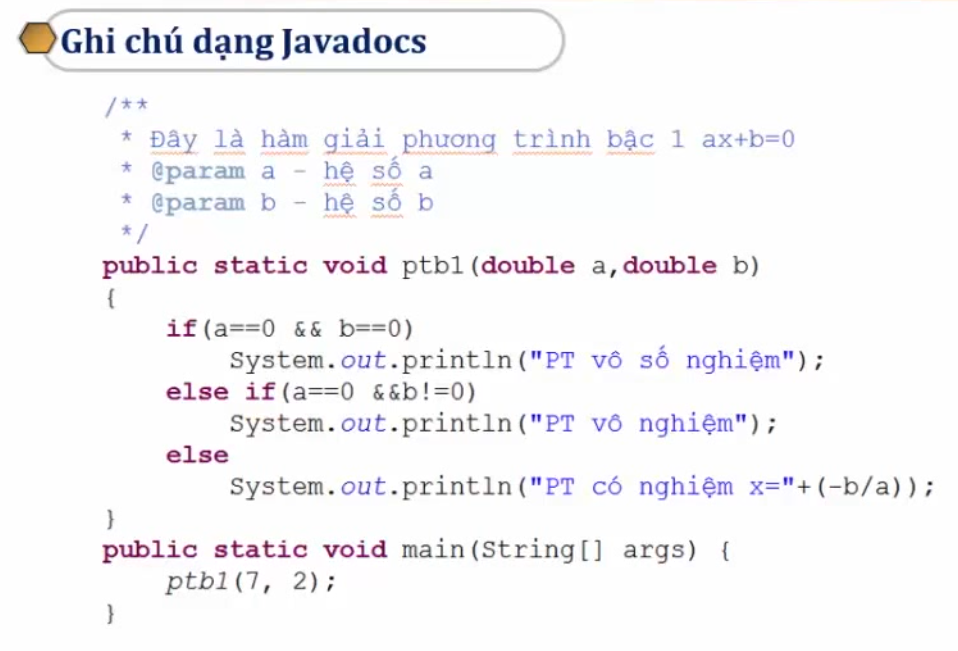 Ghi chú dạng Javadocs
/**
 * Đây là hàm giải phương trình bậc 1 ax+b=0
 * @param a - hệ số a
 * @param b - hệ số b
 */
public static void ptb1(double a,double b)
{
    if(a==0 && b==0)
        System.out.println("PT vô số nghiệm");
    else if(a==0 &&b!=0)
        System.out.println("PT vô nghiệm");
    else
        System.out.println("PT có nghiệm x="+(-b/a));
}
public static void main(String[] args) {
    ptb1(7, 2);
}